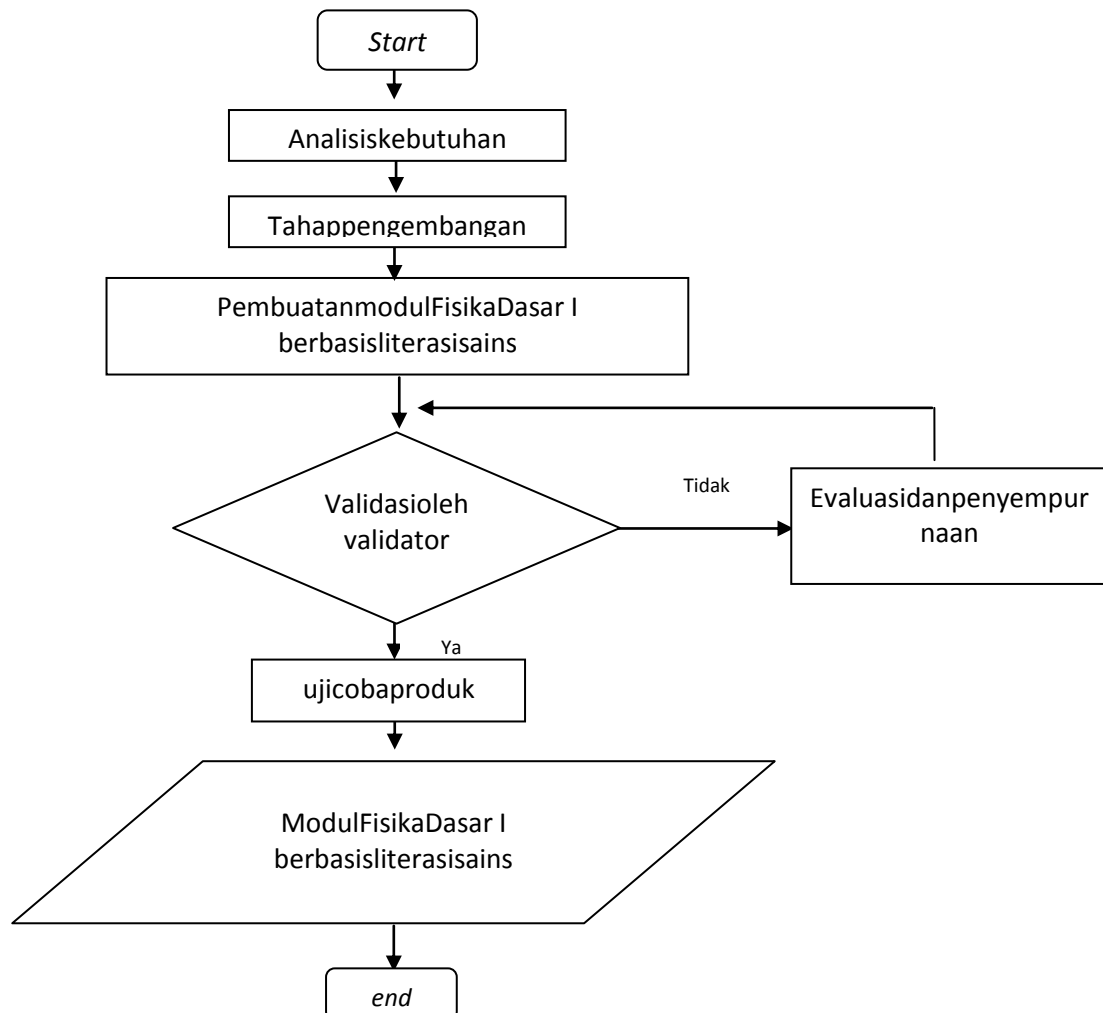 Start
Analisiskebutuhan
Tahappengembangan
PembuatanmodulFisikaDasar I
berbasisliterasisains
Validasioleh
validator
Tidak
Evaluasidanpenyempur
naan
Ya
ujicobaproduk
ModulFisikaDasar I
berbasisliterasisains
end